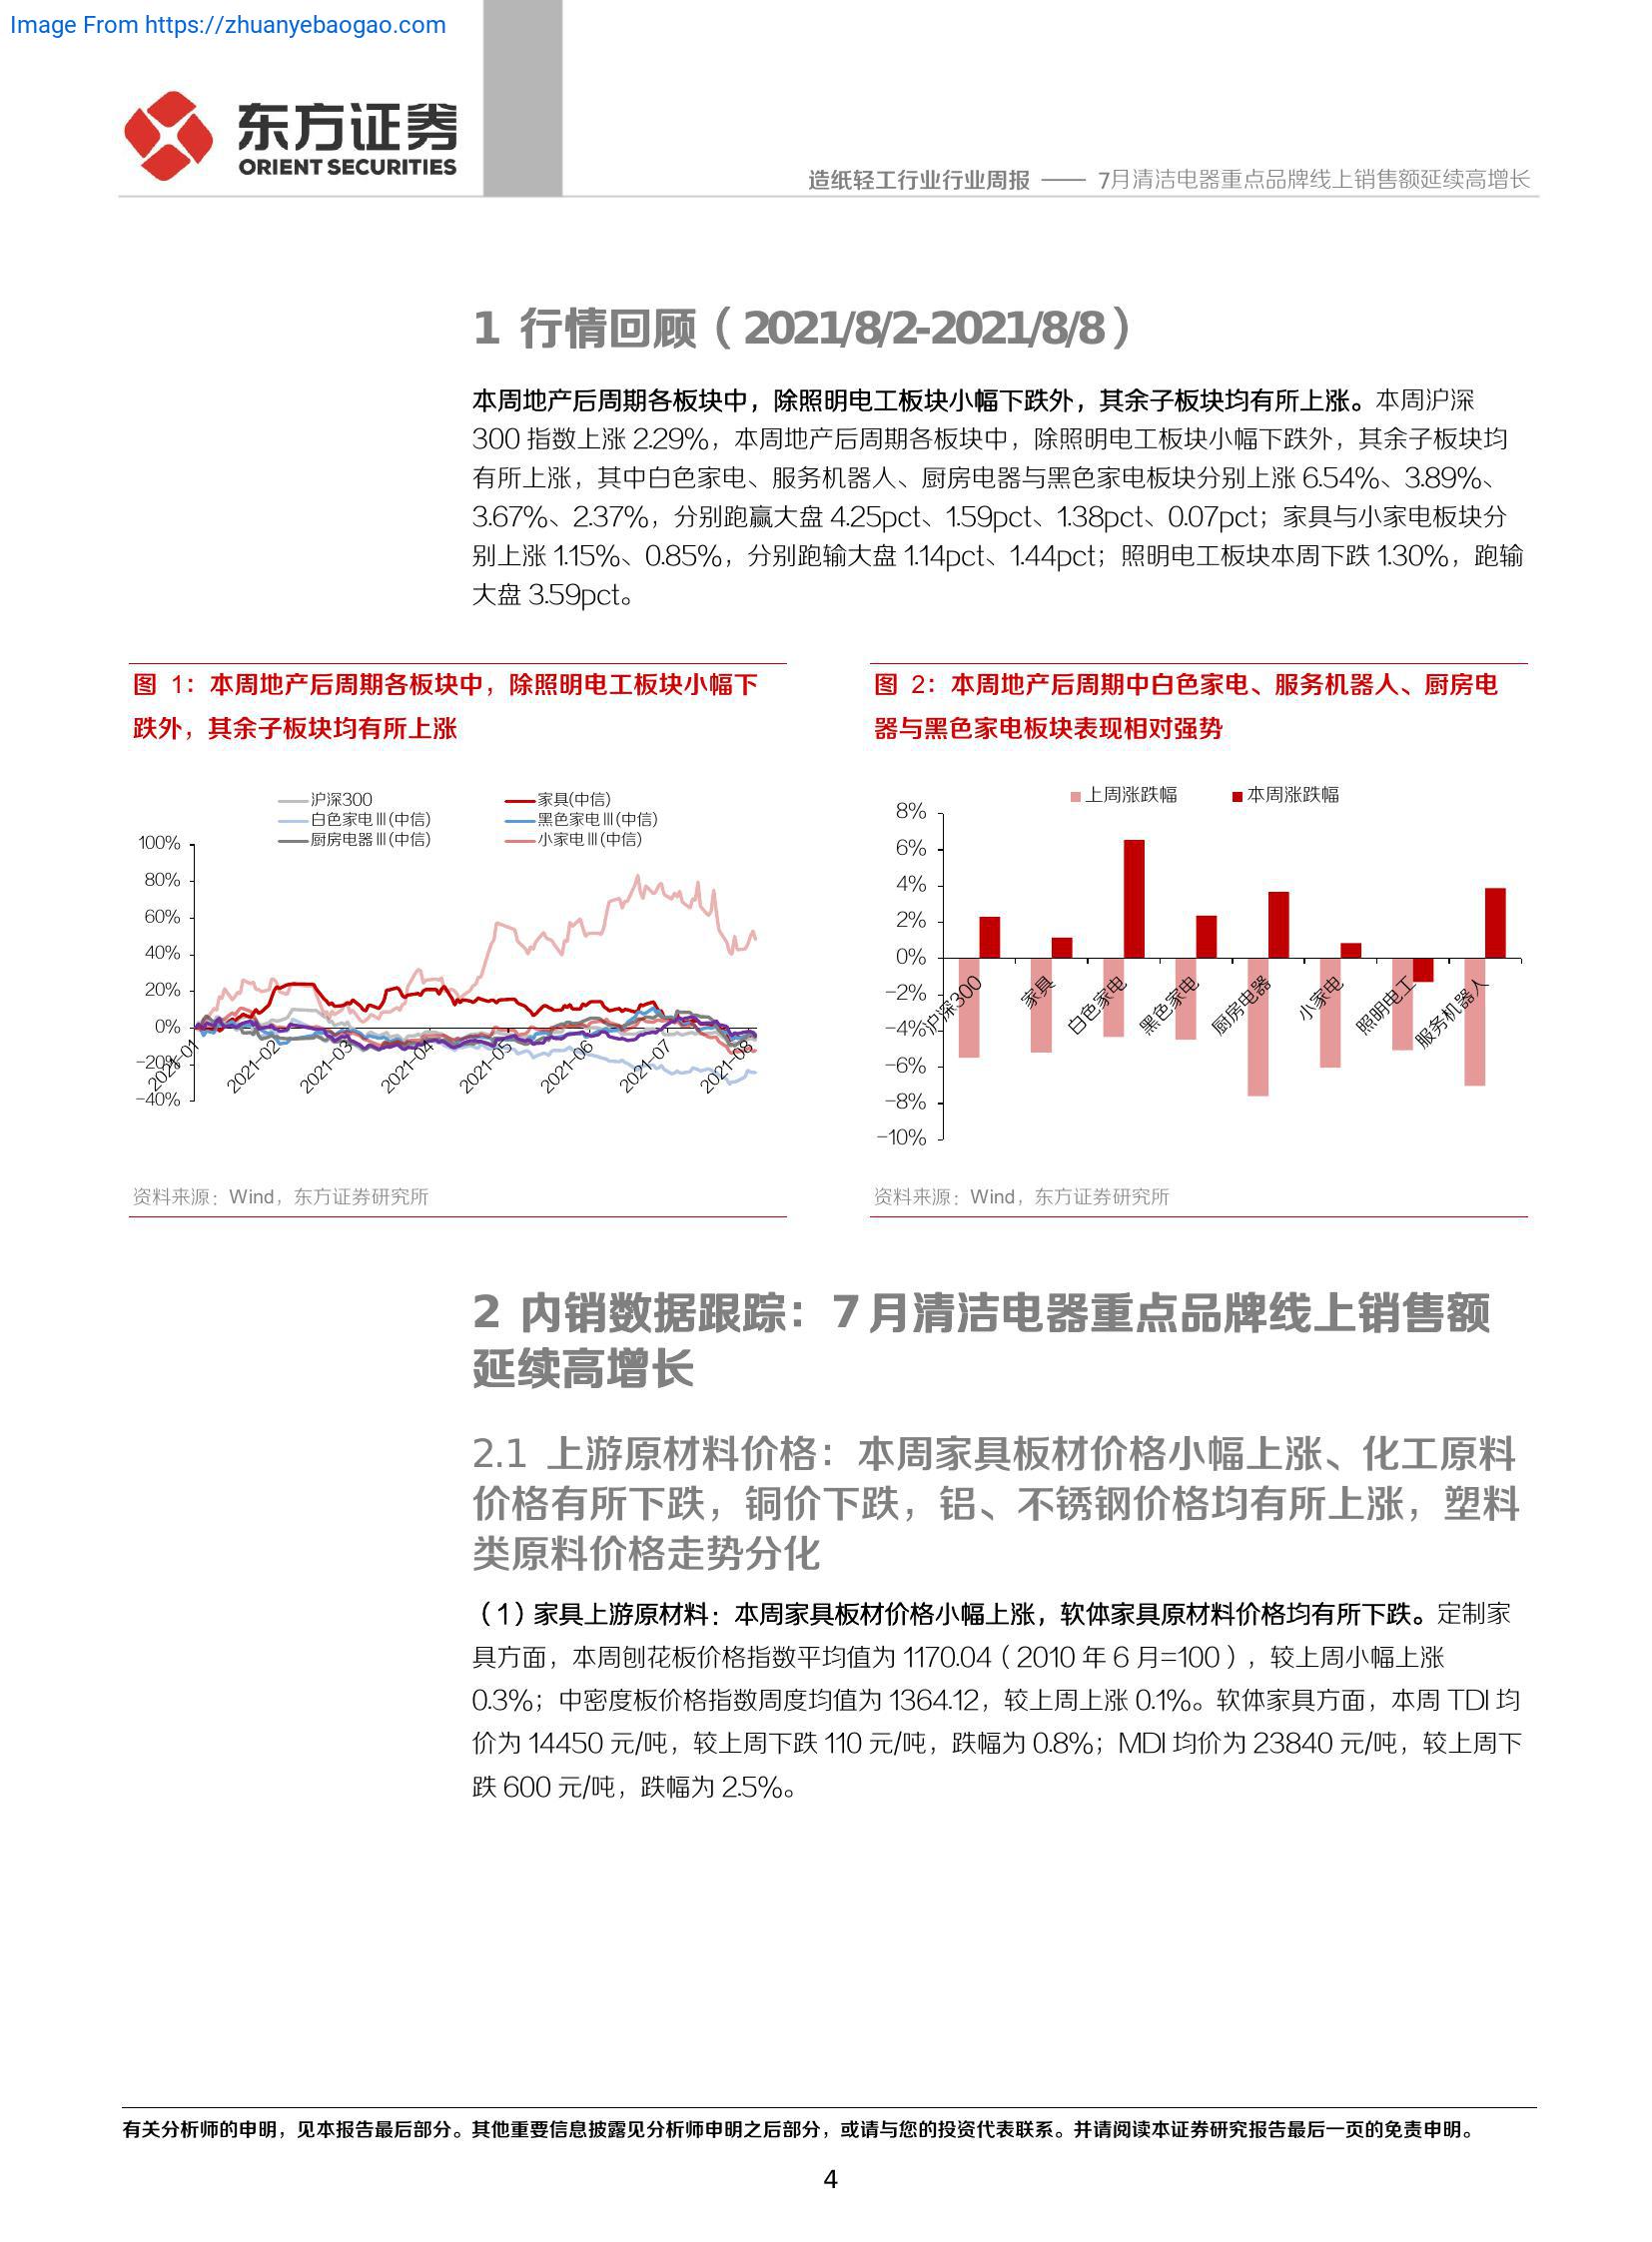 Image From https://zhuanyebaogao.com
东方证券
ORIENT SECURITIES
造纸轻工行业行业周报 —— 7月清洁电器重点品牌线上销售额延续高增长
1 行情回顾（2021/8/2-2021/8/8）
本周地产后周期各板块中，除照明电工板块小幅下跌外，其余子板块均有所上涨。本周沪深
300 指数上涨 2.29%，本周地产后周期各板块中，除照明电工板块小幅下跌外，其余子板块均
有所上涨，其中白色家电、服务机器人、厨房电器与黑色家电板块分别上涨 6.54%、3.89%、
3.67%、2.37%，分别跑赢大盘 4.25pct、1.59pct、1.38pct、0.07pct；家具与小家电板块分
别上涨 1.15%、0.85%，分别跑输大盘 1.14pct、1.44pct；照明电工板块本周下跌 1.30%，跑输
大盘 3.59pct。
图 1：本周地产后周期各板块中，除照明电工板块小幅下
跌外，其余子板块均有所上涨
沪深300 家具(中信)
白色家电Ⅲ(中信) 黑色家电Ⅲ(中信)
厨房电器Ⅲ(中信) 小家电Ⅲ(中信)
100%
80%
60%
40%
20%
0%
-20%
-40%
2021-01 2021-02 2021-03 2021-04 2021-05 2021-06 2021-07 2021-08
资料来源：Wind，东方证券研究所
图 2：本周地产后周期中白色家电、服务机器人、厨房电
器与黑色家电板块表现相对强势
上周涨跌幅 本周涨跌幅
8%
6%
4%
2%
0%
-2%
-4%
-6%
-8%
-10%
沪深300 家具 白色家电 黑色家电 厨房电器 小家电 照明电工 服务机器人
资料来源：Wind，东方证券研究所
2 内销数据跟踪：7 月清洁电器重点品牌线上销售额
延续高增长
2.1 上游原材料价格：本周家具板材价格小幅上涨、化工原料
价格有所下跌，铜价下跌，铝、不锈钢价格均有所上涨，塑料
类原料价格走势分化
（1）家具上游原材料：本周家具板材价格小幅上涨，软体家具原材料价格均有所下跌。定制家
具方面，本周刨花板价格指数平均值为 1170.04（2010 年 6 月=100），较上周小幅上涨
0.3%；中密度板价格指数周度均值为 1364.12，较上周上涨 0.1%。软体家具方面，本周 TDI 均
价为 14450 元/吨，较上周下跌 110 元/吨，跌幅为 0.8%；MDI 均价为 23840 元/吨，较上周下
跌 600 元/吨，跌幅为 2.5%。
有关分析师的申明，见本报告最后部分。其他重要信息披露见分析师申明之后部分，或请与您的投资代表联系。并请阅读本证券研究报告最后一页的免责申明。
4